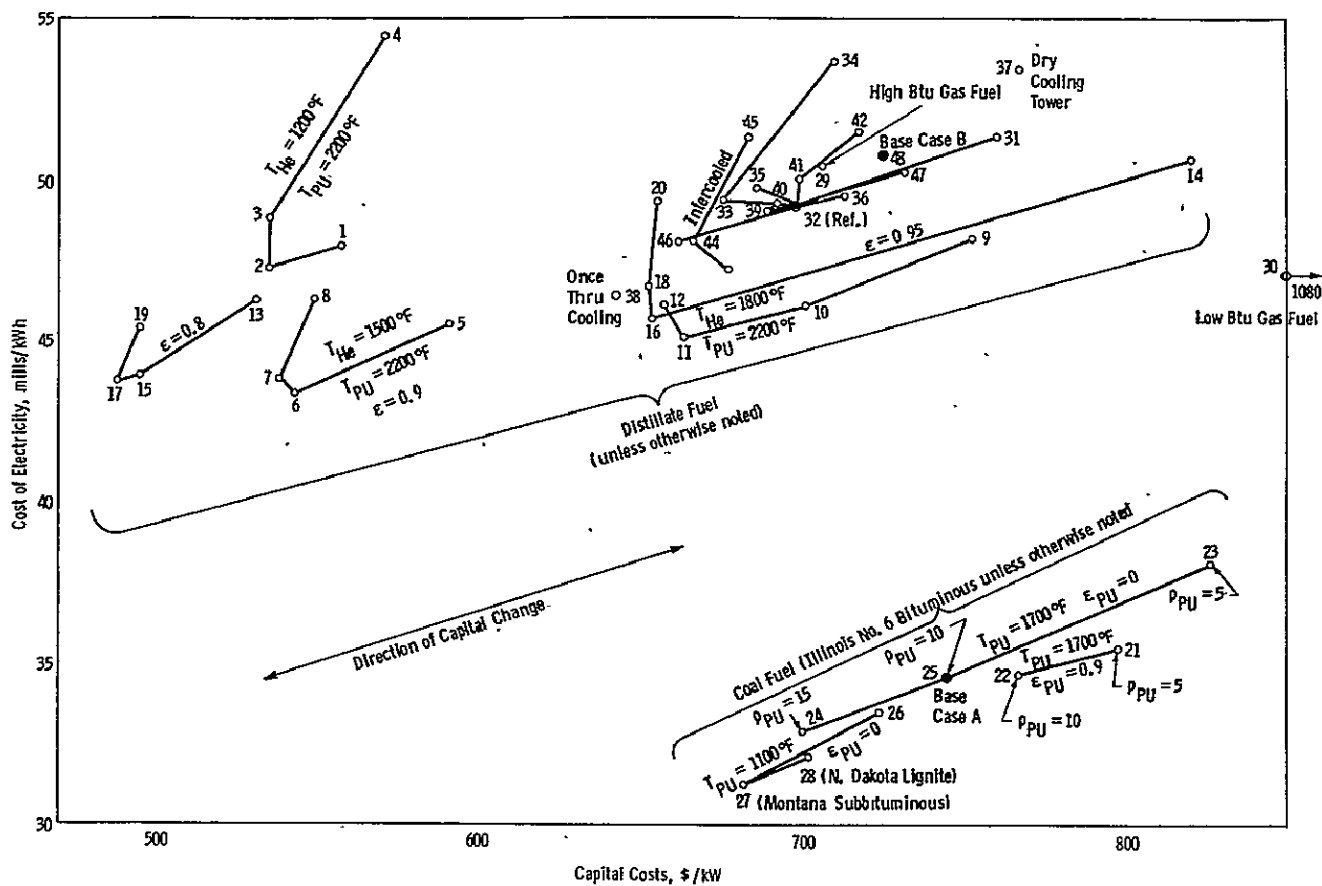 55
50
45
40
35
30
Cost of Electricity, mills/kWh
500
600
700
800
Capital Costs, $/kW
4
T_He = 1200 °F
T_PU = 2200 °F
3
2
1
19
17
15
ε=0.8
13
8
7
6
5
T_He = 1500 °F
T_PU = 2200 °F
ε = 0.9
34
45
Intercooled
20
35
33
39
40
41
42
High Btu Gas Fuel
29
Base Case B
48
47
36
32 (Ref.)
37
Dry
Cooling
Tower
31
14
46
44
ε = 0.95
Once
Thru
Cooling
38
18
16
12
11
10
9
T_He = 1800 °F
T_PU = 2200 °F
30
1080
Low Btu Gas Fuel
Distillate Fuel
(unless otherwise noted)
Direction of Capital Change
Coal Fuel (Illinois No. 6 Bituminous unless otherwise noted
23
ρ_PU = 5
T_PU = 1700 °F
ε_PU = 0
ρ_PU = 10
25
Base
Case A
T_PU = 1700 °F
22
21
ε_PU = 0.9
ρ_PU = 5
ρ_PU = 10
ρ_PU = 15
24
26
T_PU = 1100 °F
ε_PU = 0
28 (N. Dakota Lignite)
27 (Montana Subbituminous)